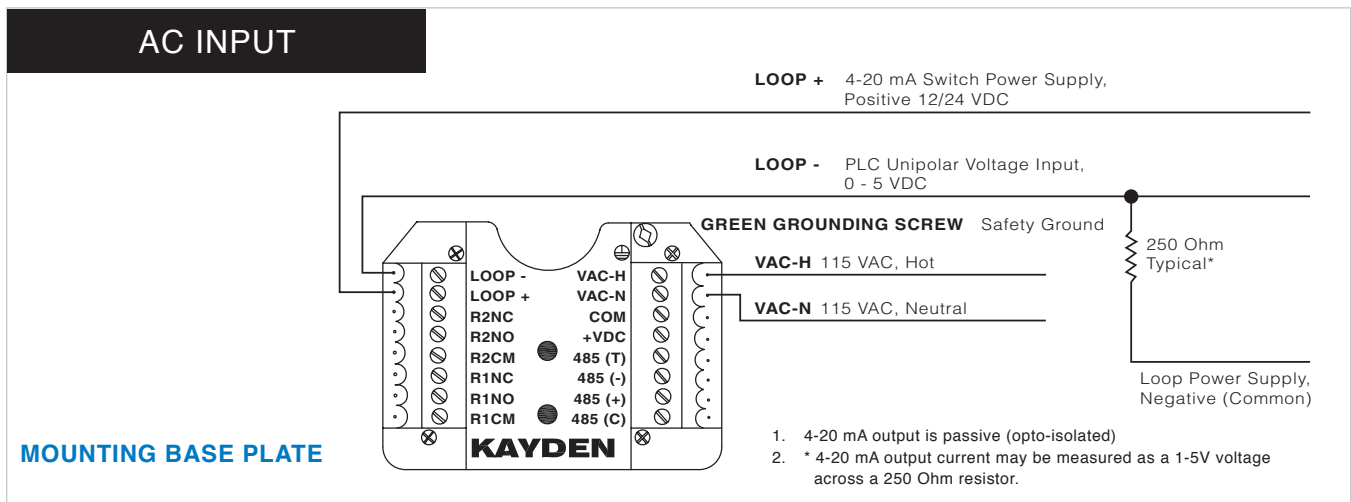 AC INPUT
LOOP + 4-20 mA Switch Power Supply,
Positive 12/24 VDC
LOOP - PLC Unipolar Voltage Input,
0 - 5 VDC
GREEN GROUNDING SCREW Safety Ground
250 Ohm
Typical*
VAC-H 115 VAC, Hot
VAC-N 115 VAC, Neutral
LOOP - VAC-H
LOOP + VAC-N
R2NC COM
R2NO +VDC
R2CM 485 (T)
R1NC 485 (-)
R1NO 485 (+)
R1CM 485 (C)
KAYDEN
Loop Power Supply,
Negative (Common)
MOUNTING BASE PLATE
1. 4-20 mA output is passive (opto-isolated)
2. * 4-20 mA output current may be measured as a 1-5V voltage
across a 250 Ohm resistor.